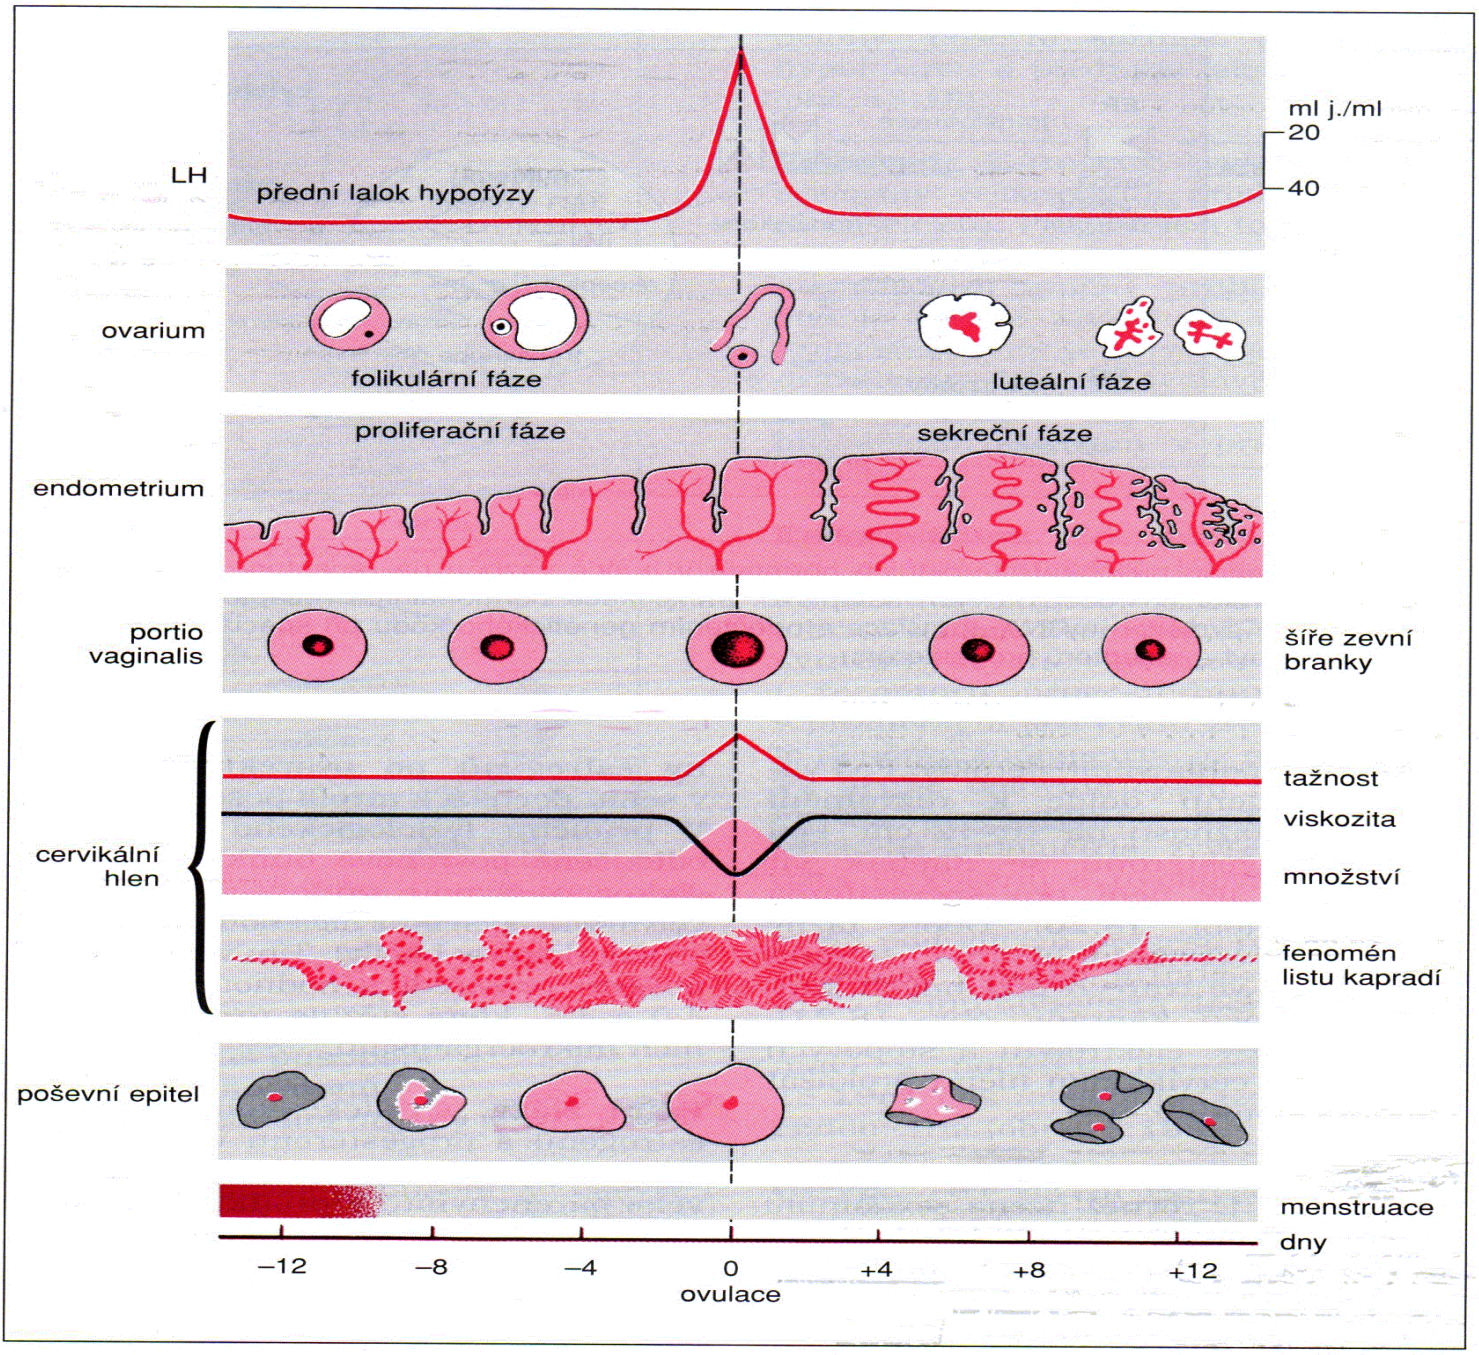 ml j./ml
20
LH
přední lalok hypofýzy
40
ovarium
folikulární fáze
luteální fáze
proliferační fáze
sekreční fáze
endometrium
portio
vaginalis
šíře zevní
branky
tažnost
viskozita
cervikální
hlen
množství
fenomén
listu kapradí
poševní epitel
menstruace
dny
−12
−8
−4
0
+4
+8
+12
ovulace